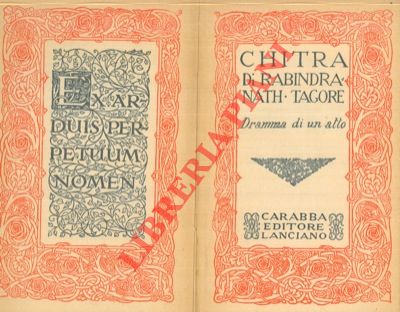 EX AR-
DUIS PER-
PETUUM
NOMEN
CHITRA
DI RABINDRA-
NATH · TAGORE
Dramma di un atto
CARABBA
EDITORE
LANCIANO
LIBRERIA PIANI